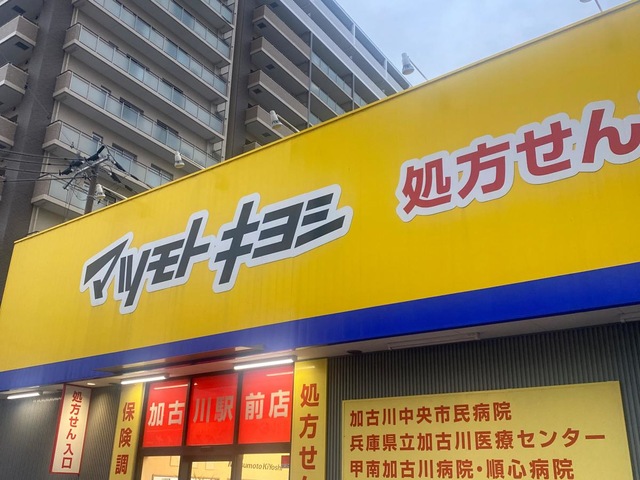 マツモトキヨシ
処方せん
処方せん入口
保険調
加古川駅前店
処方せん
加古川中央市民病院
兵庫県立加古川医療センター
甲南加古川病院・順心病院